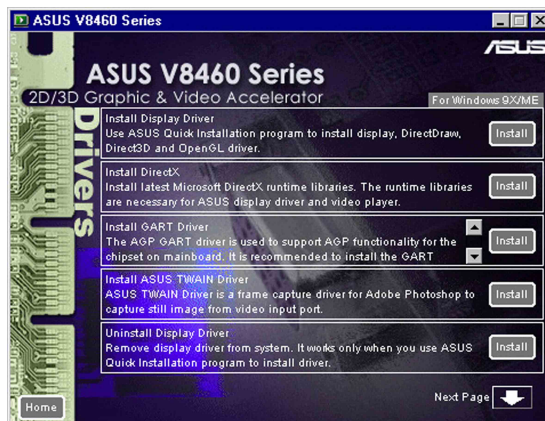 ASUS V8460 Series
ASUS
ASUS V8460 Series
2D/3D Graphic & Video Accelerator
For Windows 9X/ME
Drivers
Install Display Driver
Use ASUS Quick Installation program to install display, DirectDraw,
Direct3D and OpenGL driver.
Install
Install DirectX
Install latest Microsoft DirectX runtime libraries. The runtime libraries
are necessary for ASUS display driver and video player.
Install
Install GART Driver
The AGP GART driver is used to support AGP functionality for the
chipset on mainboard. It is recommended to install the GART
Install
Install ASUS TWAIN Driver
ASUS TWAIN Driver is a frame capture driver for Adobe Photoshop to
capture still image from video input port.
Install
Uninstall Display Driver
Remove display driver from system. It works only when you use ASUS
Quick Installation program to install driver.
Install
Next Page
Home